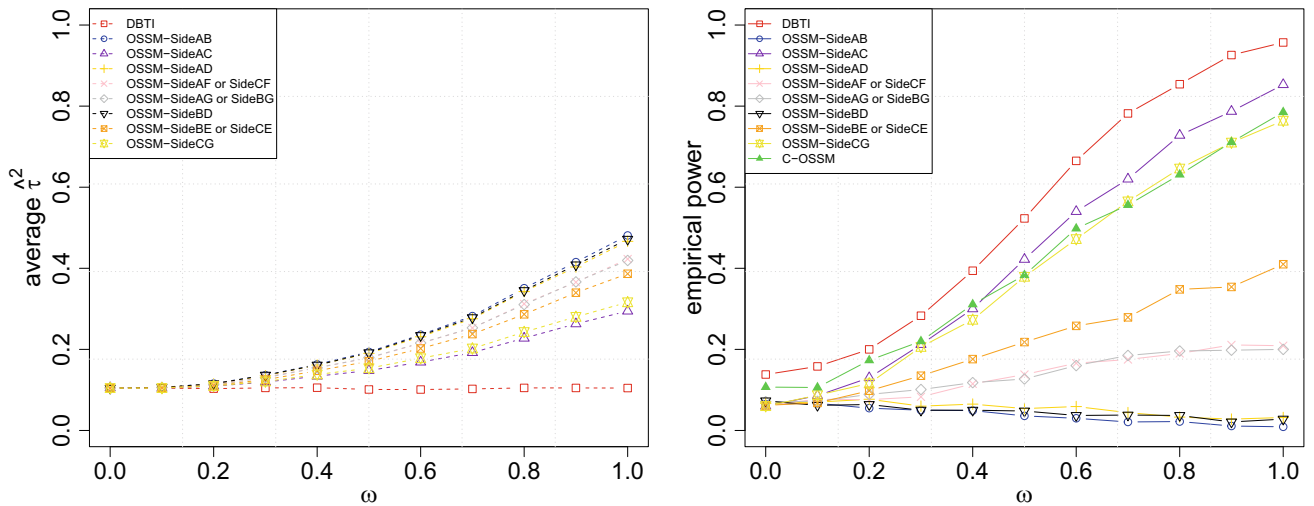 average τ̂²
1.0
0.8
0.6
0.4
0.2
0.0
DBTI
OSSM−SideAB
OSSM−SideAC
OSSM−SideAD
OSSM−SideAF or SideCF
OSSM−SideAG or SideBG
OSSM−SideBD
OSSM−SideBE or SideCE
OSSM−SideCG
0.0 0.2 0.4 0.6 0.8 1.0
ω
empirical power
1.0
0.8
0.6
0.4
0.2
0.0
DBTI
OSSM−SideAB
OSSM−SideAC
OSSM−SideAD
OSSM−SideAF or SideCF
OSSM−SideAG or SideBG
OSSM−SideBD
OSSM−SideBE or SideCE
OSSM−SideCG
C−OSSM
0.0 0.2 0.4 0.6 0.8 1.0
ω